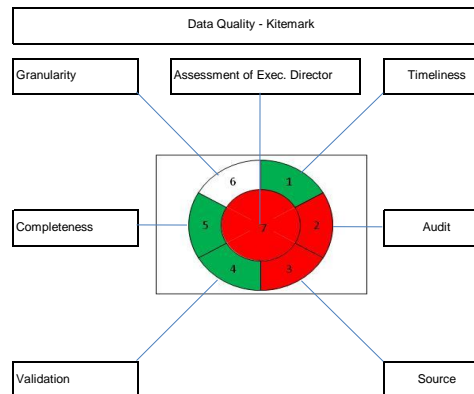 Data Quality - Kitemark
Granularity
Assessment of Exec. Director
Timeliness
6
1
Completeness
5
7
2
Audit
4
3
Validation
Source